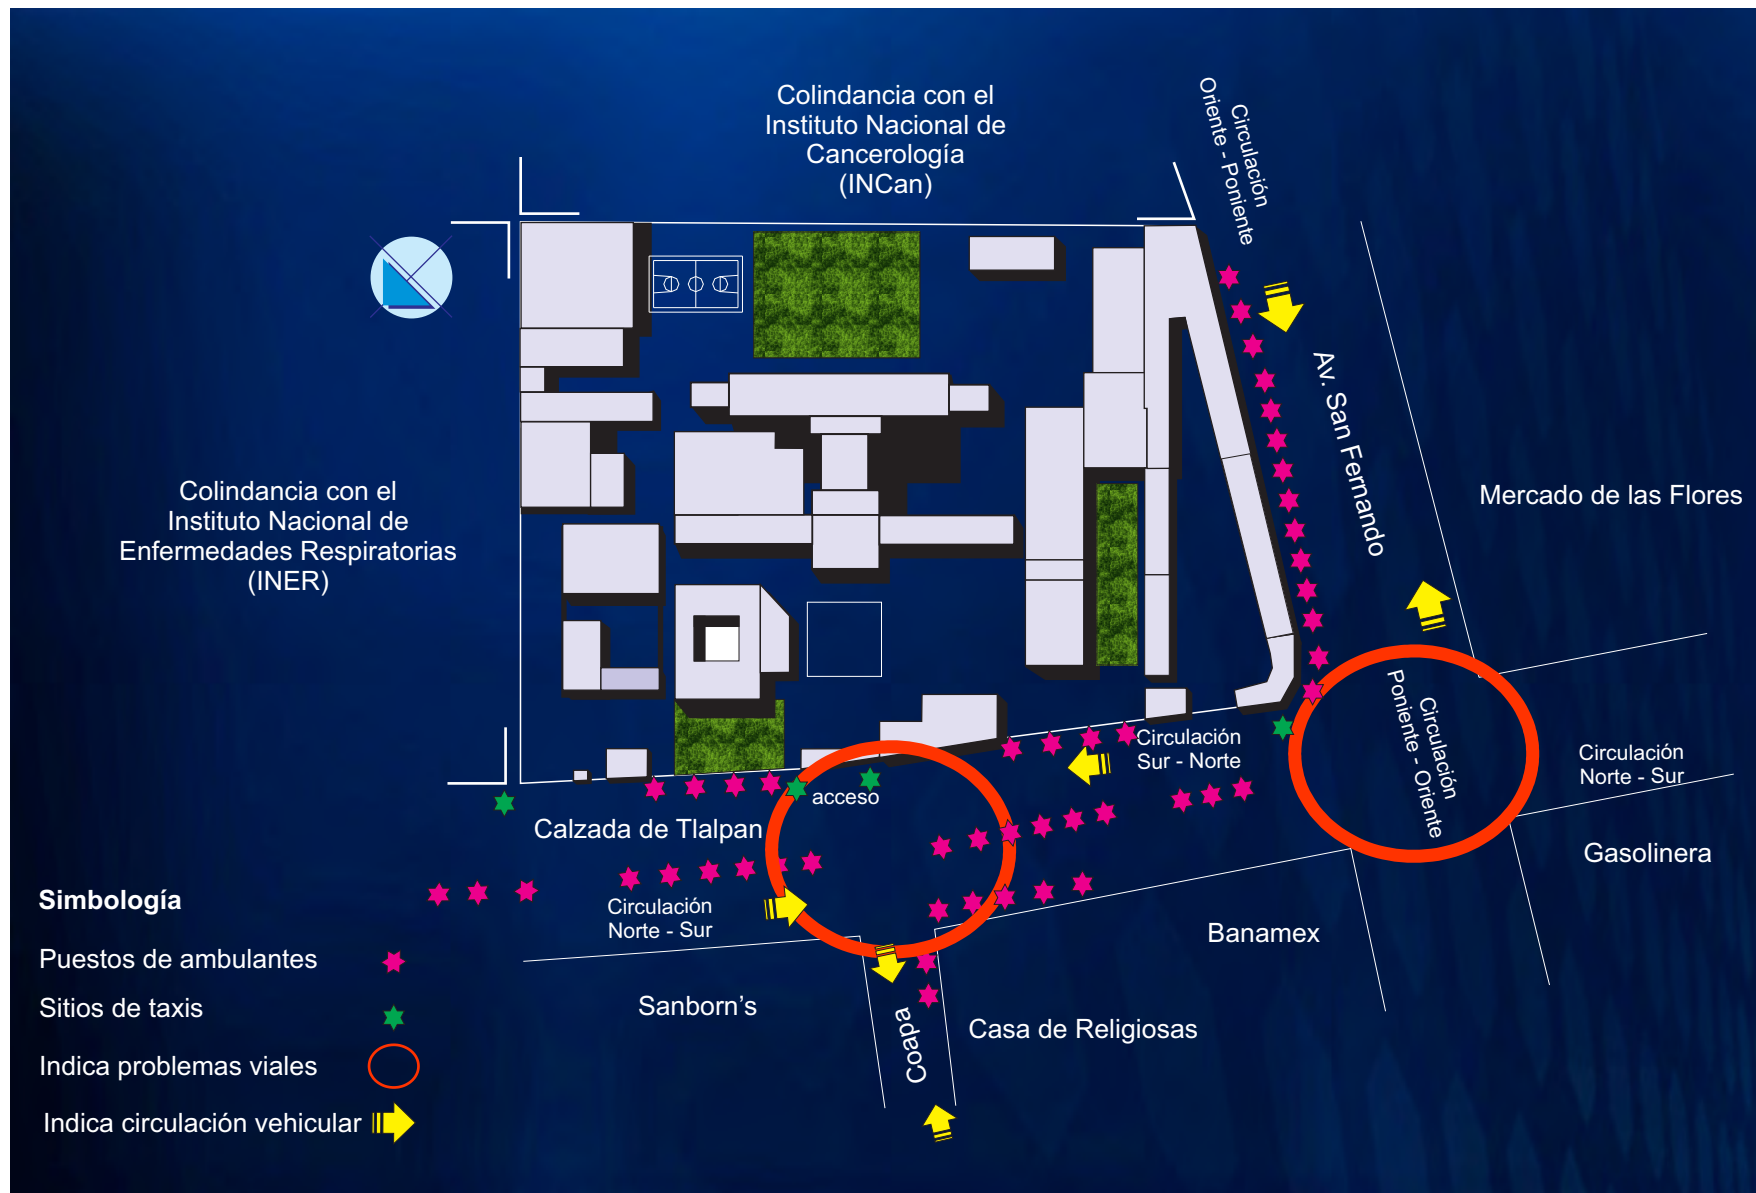 Colindancia con el
Instituto Nacional de
Cancerología
(INCan)
Circulación
Oriente - Poniente
Av. San Fernando
Mercado de las Flores
Colindancia con el
Instituto Nacional de
Enfermedades Respiratorias
(INER)
Circulación
Poniente - Oriente
Circulación
Sur - Norte
Circulación
Norte - Sur
acceso
Calzada de Tlalpan
Gasolinera
Circulación
Norte - Sur
Banamex
Sanborn’s
Coapa
Casa de Religiosas
Simbología
Puestos de ambulantes
Sitios de taxis
Indica problemas viales
Indica circulación vehicular